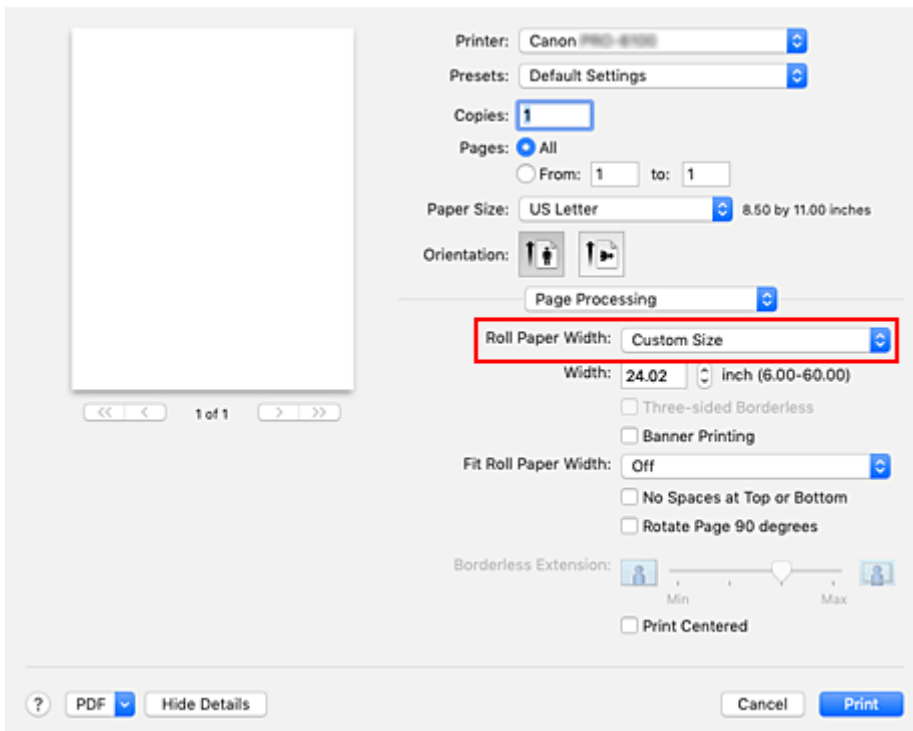 Printer: Canon
Presets: Default Settings
Copies: 1
Pages: All
From: 1 to: 1
Paper Size: US Letter 8.50 by 11.00 inches
Orientation:
Page Processing
Roll Paper Width: Custom Size
Width: 24.02 inch (6.00-60.00)
Three-sided Borderless
Banner Printing
Fit Roll Paper Width: Off
No Spaces at Top or Bottom
Rotate Page 90 degrees
Borderless Extension:
Min Max
Print Centered
<< < 1 of 1 > >>
? PDF Hide Details Cancel Print